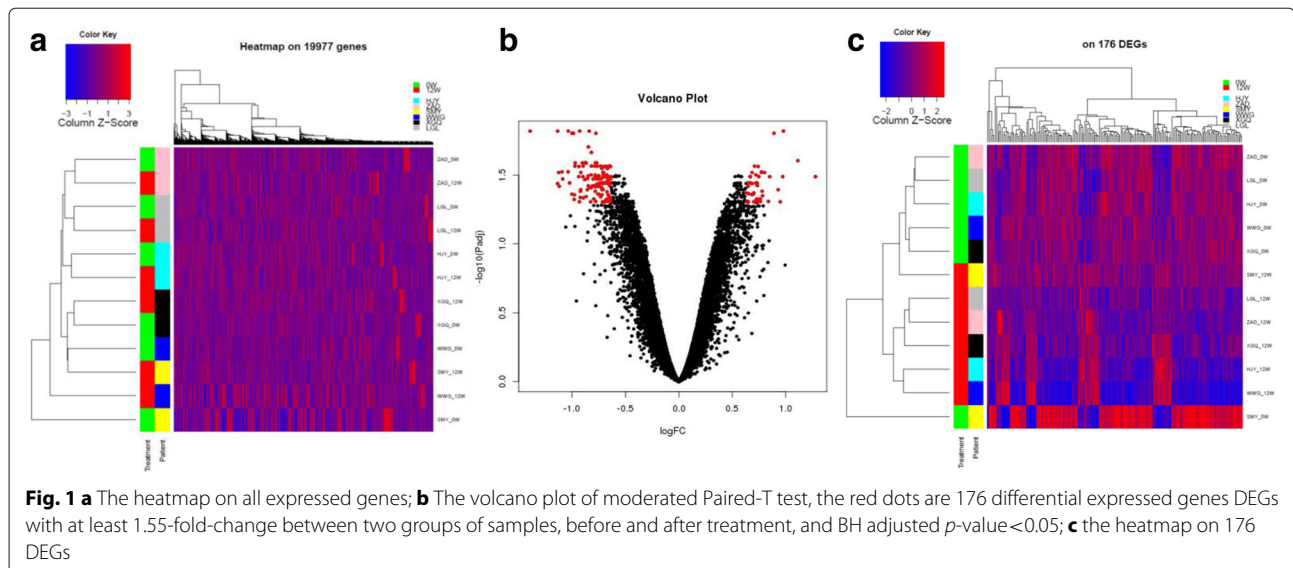 a
Color Key
-3 -1 1 3
Column Z-Score
Heatmap on 19977 genes
0W
12W
HJY
ZAD
SMY
WWG
XGQ
LGL
ZAD_0W
ZAD_12W
LGL_0W
LGL_12W
HJY_0W
HJY_12W
XGQ_12W
XGQ_0W
WWG_0W
SMY_12W
WWG_12W
SMY_0W
Treatment
Patient
b
Volcano Plot
-log10(Padj)
1.5
1.0
0.5
0.0
-1.0 -0.5 0.0 0.5 1.0
logFC
c
Color Key
-2 0 1 2
Column Z-Score
on 176 DEGs
0W
12W
HJY
ZAD
SMY
WWG
XGQ
LGL
ZAD_0W
LGL_0W
HJY_0W
WWG_0W
XGQ_0W
SMY_12W
LGL_12W
ZAD_12W
XGQ_12W
HJY_12W
WWG_12W
SMY_0W
Treatment
Patient
Fig. 1 a The heatmap on all expressed genes; b The volcano plot of moderated Paired-T test, the red dots are 176 differential expressed genes DEGs
with at least 1.55-fold-change between two groups of samples, before and after treatment, and BH adjusted p-value<0.05; c the heatmap on 176
DEGs